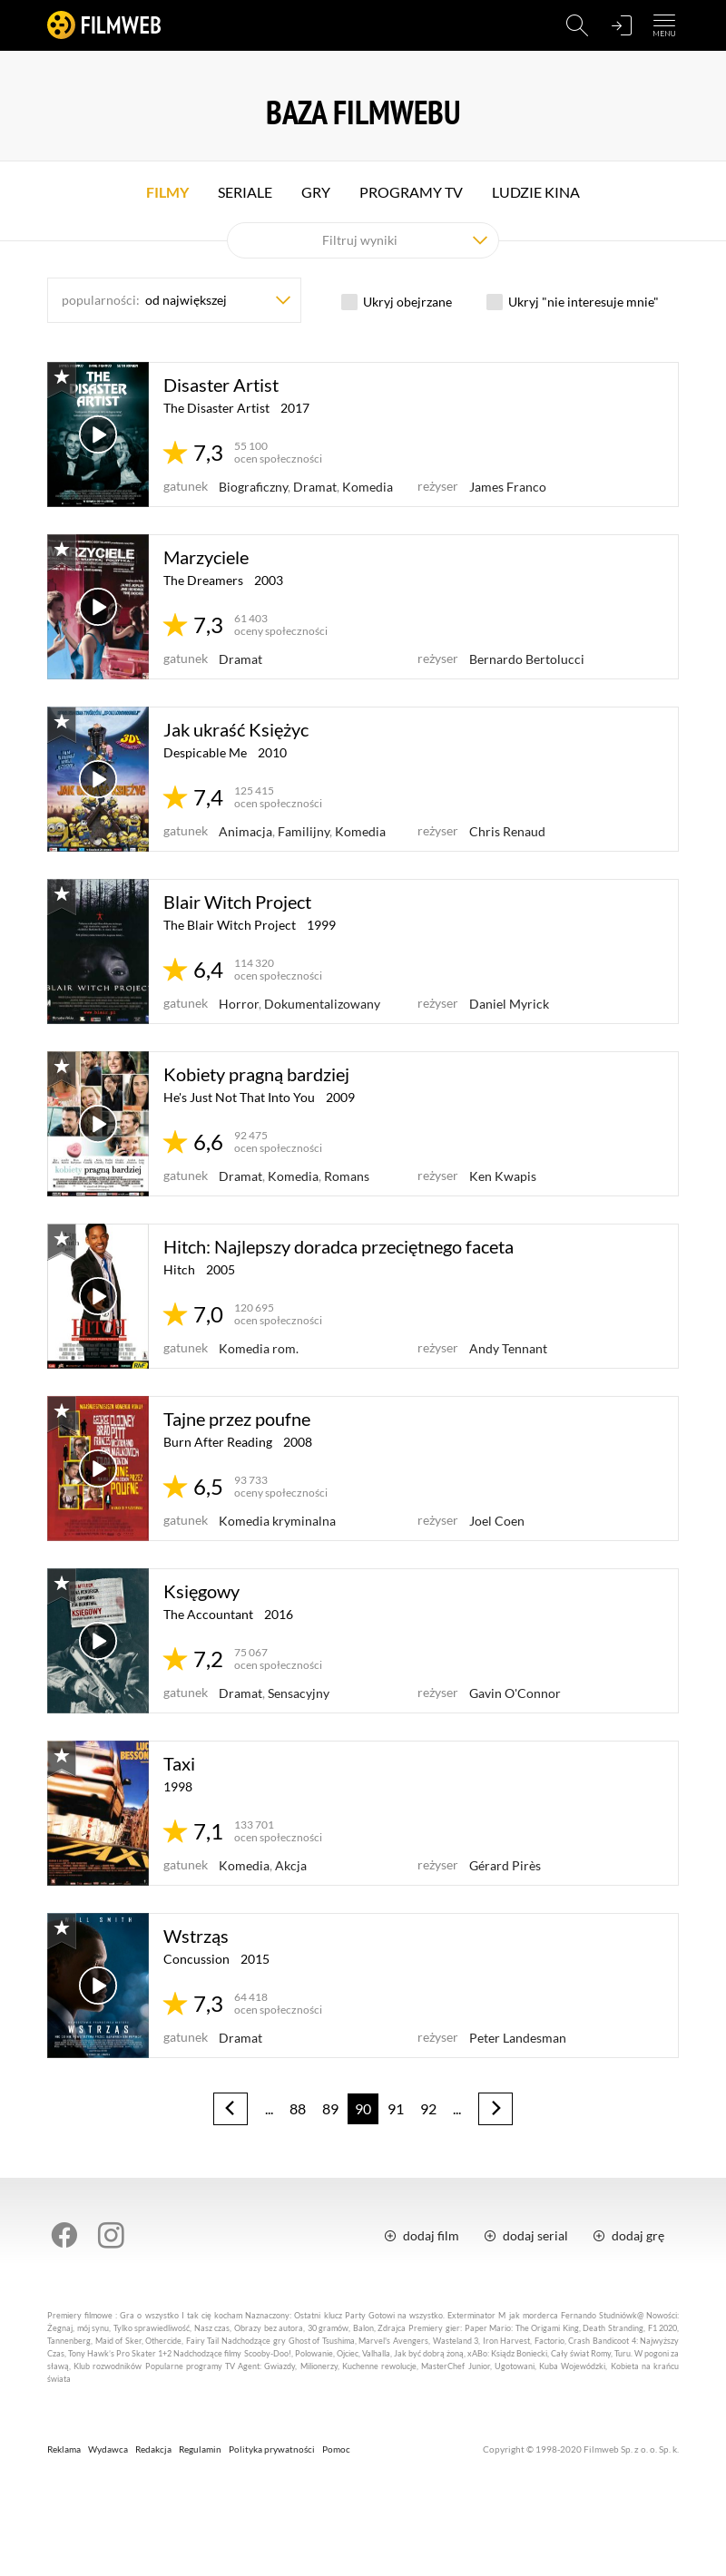 FILMWEB
MENU
BAZA FILMWEBU
FILMY SERIALE GRY PROGRAMY TV LUDZIE KINA
Filtruj wyniki
popularności: od największej Ukryj obejrzane Ukryj "nie interesuje mnie"
THE DISASTER ARTIST
Disaster Artist
The Disaster Artist 2017
7,3 55 100
ocen społeczności
gatunek Biograficzny, Dramat, Komedia reżyser James Franco
MARZYCIELE
Marzyciele
The Dreamers 2003
7,3 61 403
oceny społeczności
gatunek Dramat reżyser Bernardo Bertolucci
Jak ukraść Księżyc
Despicable Me 2010
7,4 125 415
ocen społeczności
gatunek Animacja, Familijny, Komedia reżyser Chris Renaud
BLAIR WITCH PROJECT
Blair Witch Project
The Blair Witch Project 1999
6,4 114 320
ocen społeczności
gatunek Horror, Dokumentalizowany reżyser Daniel Myrick
kobiety pragną bardziej
Kobiety pragną bardziej
He's Just Not That Into You 2009
6,6 92 475
ocen społeczności
gatunek Dramat, Komedia, Romans reżyser Ken Kwapis
HITCH
Hitch: Najlepszy doradca przeciętnego faceta
Hitch 2005
7,0 120 695
ocen społeczności
gatunek Komedia rom. reżyser Andy Tennant
Tajne przez poufne
Burn After Reading 2008
6,5 93 733
oceny społeczności
gatunek Komedia kryminalna reżyser Joel Coen
KSIĘGOWY
Księgowy
The Accountant 2016
7,2 75 067
ocen społeczności
gatunek Dramat, Sensacyjny reżyser Gavin O'Connor
TAXI
Taxi
1998
7,1 133 701
ocen społeczności
gatunek Komedia, Akcja reżyser Gérard Pirès
WSTRZĄS
Wstrząs
Concussion 2015
7,3 64 418
ocen społeczności
gatunek Dramat reżyser Peter Landesman
... 88 89 90 91 92 ...
dodaj film dodaj serial dodaj grę
Premiery filmowe : Gra o wszystko I tak cię kocham Naznaczony: Ostatni klucz Party Gotowi na wszystko. Exterminator M jak morderca Fernando Studniówk@ Nowości:
Żegnaj, mój synu, Tylko sprawiedliwość, Nasz czas, Obrazy bez autora, 30 gramów, Balon, Zdrajca Premiery gier: Paper Mario: The Origami King, Death Stranding, F1 2020,
Tannenberg, Maid of Sker, Othercide, Fairy Tail Nadchodzące gry Ghost of Tsushima, Marvel's Avengers, Wasteland 3, Iron Harvest, Factorio, Crash Bandicoot 4: Najwyższy
Czas, Tony Hawk's Pro Skater 1+2 Nadchodzące filmy Scooby-Doo!, Polowanie, Ojciec, Valhalla, Jak być dobrą żoną, xABo: Ksiądz Boniecki, Cały świat Romy, Turu. W pogoni za
sławą, Klub rozwodników Popularne programy TV Agent: Gwiazdy, Milionerzy, Kuchenne rewolucje, MasterChef Junior, Ugotowani, Kuba Wojewódzki, Kobieta na krańcu
świata
Reklama Wydawca Redakcja Regulamin Polityka prywatności Pomoc Copyright © 1998-2020 Filmweb Sp. z o. o. Sp. k.